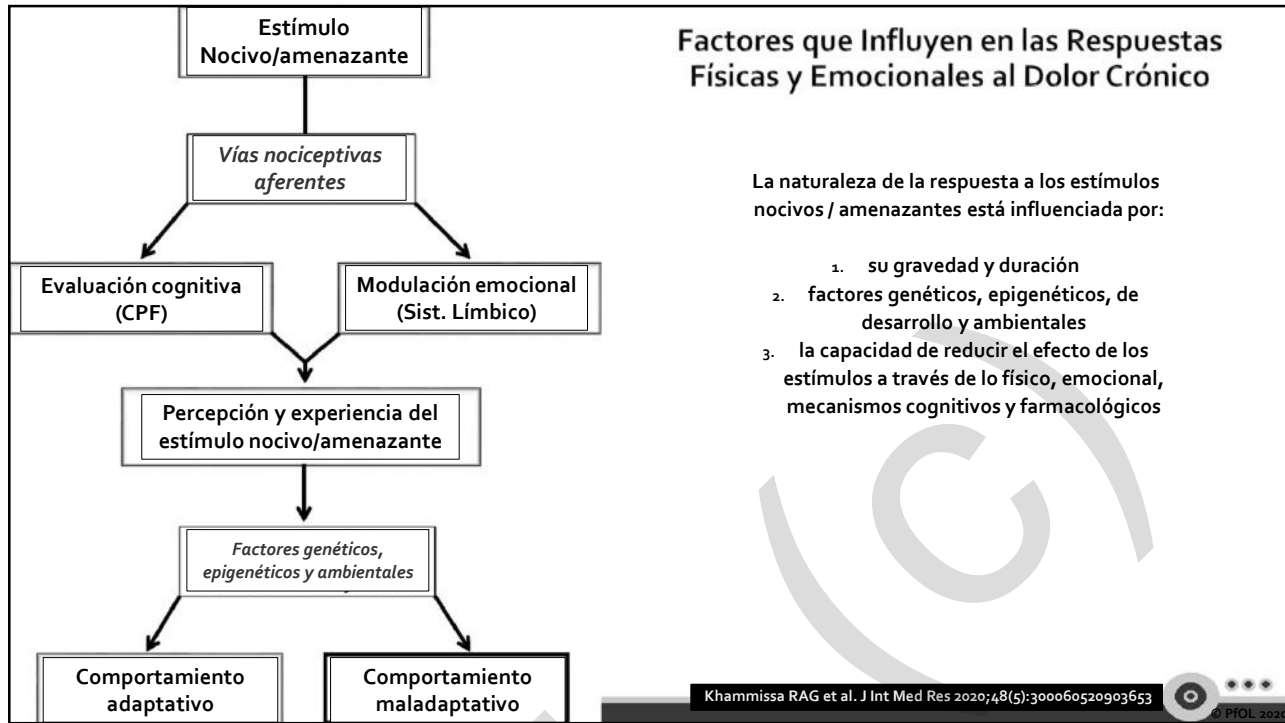 Estímulo
Nocivo/amenazante
Vías nociceptivas
aferentes
Evaluación cognitiva
(CPF)
Modulación emocional
(Sist. Límbico)
Percepción y experiencia del
estímulo nocivo/amenazante
Factores genéticos,
epigenéticos y ambientales
Comportamiento
adaptativo
Comportamiento
maladaptativo
Factores que Influyen en las Respuestas
Físicas y Emocionales al Dolor Crónico
La naturaleza de la respuesta a los estímulos
nocivos / amenazantes está influenciada por:
1. su gravedad y duración
2. factores genéticos, epigenéticos, de
desarrollo y ambientales
3. la capacidad de reducir el efecto de los
estímulos a través de lo físico, emocional,
mecanismos cognitivos y farmacológicos
(C)
Khammissa RAG et al. J Int Med Res 2020;48(5):300060520903653
© PfOL 2020